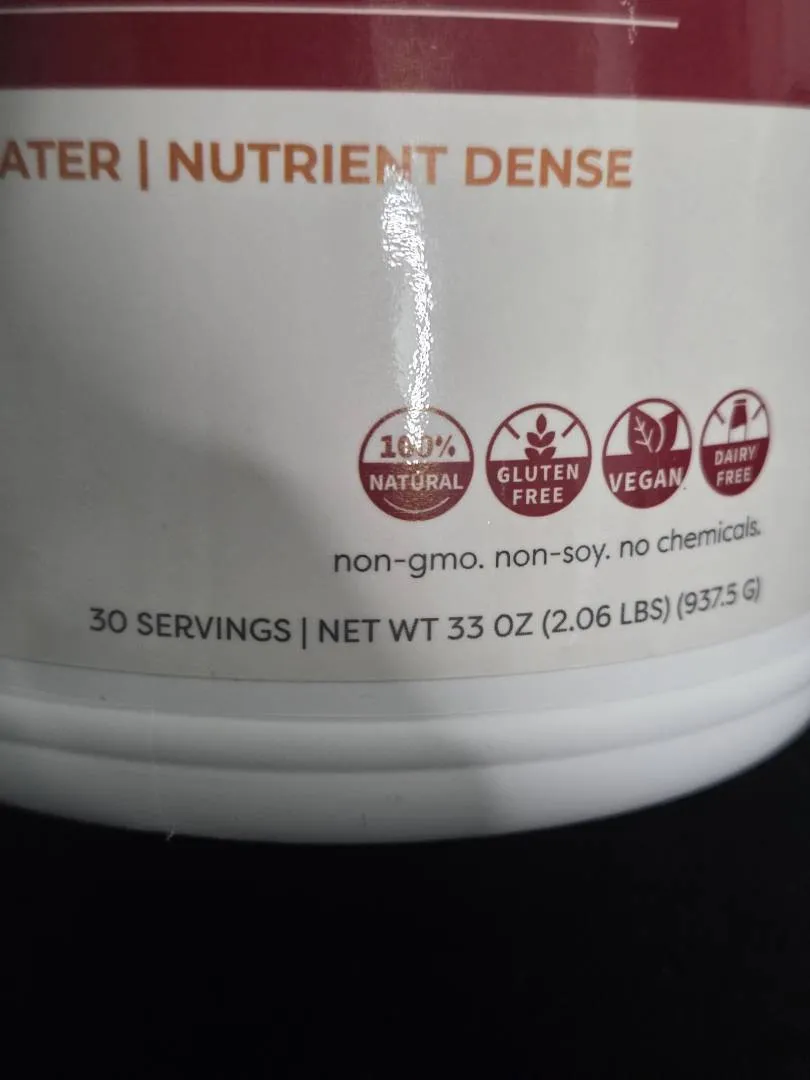 ATER | NUTRIENT DENSE
100% NATURAL
GLUTEN FREE
VEGAN
DAIRY FREE
non-gmo. non-soy. no chemicals.
30 SERVINGS | NET WT 33 OZ (2.06 LBS) (937.5 G)